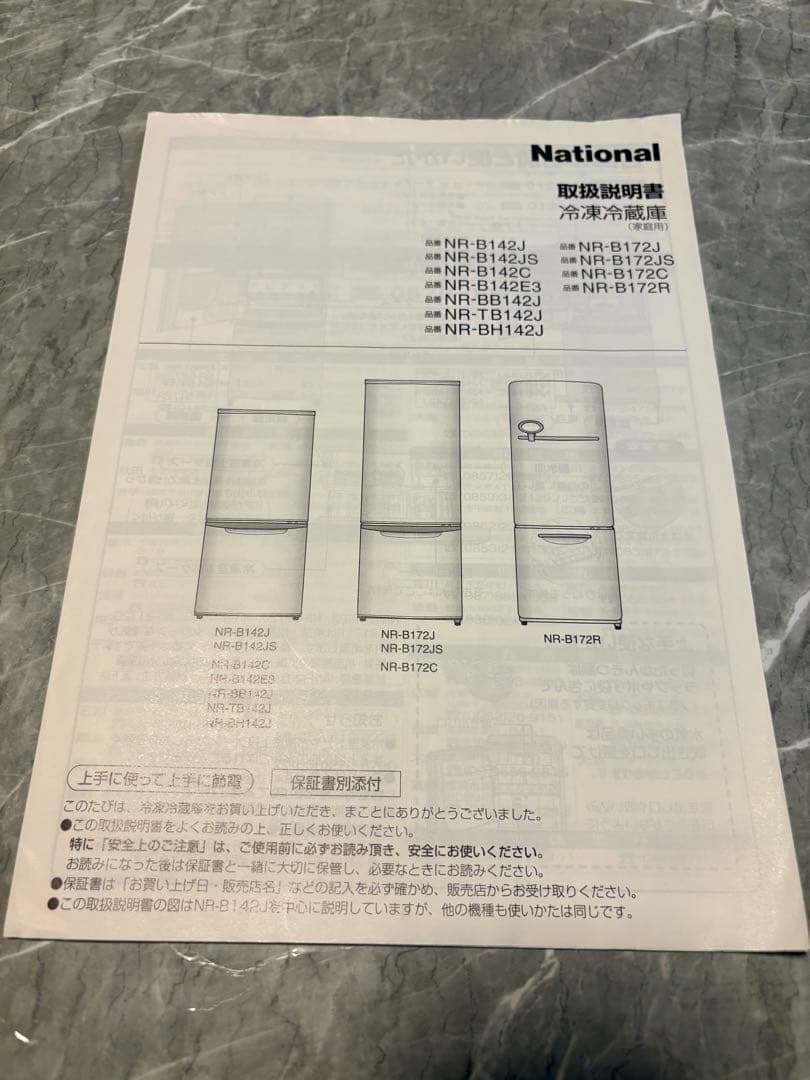 National
取扱説明書
冷凍冷蔵庫
(家庭用)
品番 NR-B142J
品番 NR-B142JS
品番 NR-B142C
品番 NR-B142E3
品番 NR-BB142J
品番 NR-TB142J
品番 NR-BH142J
品番 NR-B172J
品番 NR-B172JS
品番 NR-B172C
品番 NR-B172R
NR-B142J
NR-B142JS
NR-B142C
NR-B142E3
NR-BB142J
NR-TB142J
NR-BH142J
NR-B172J
NR-B172JS
NR-B172C
NR-B172R
上手に使って上手に節電
保証書別添付
このたびは、冷凍冷蔵庫をお買い上げいただき、まことにありがとうございました。
●この取扱説明書をよくお読みの上、正しくお使いください。
特に「安全上のご注意」は、ご使用前に必ずお読み頂き、安全にお使いください。
お読みになった後は保証書と一緒に大切に保管し、必要なときにお読みください。
●保証書は「お買い上げ日・販売店名」などの記入を必ず確かめ、販売店からお受け取りください。
●この取扱説明書の図はNR-B142Jを中心に説明していますが、他の機種も使いかたは同じです。